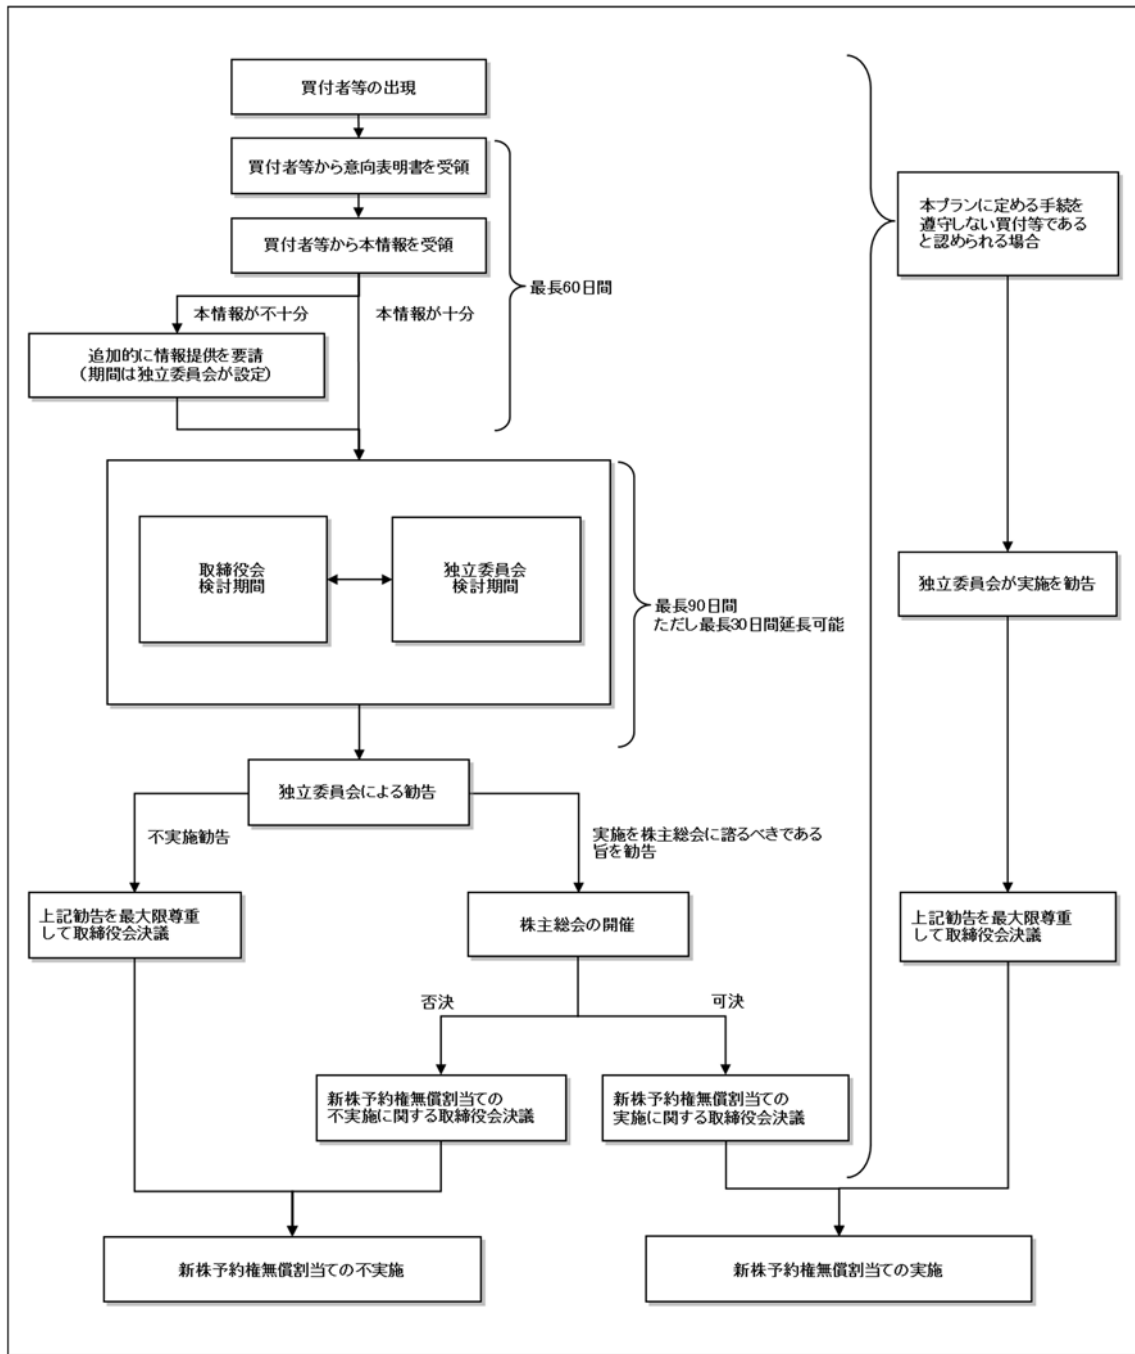 買付者等の出現
買付者等から意向表明書を受領
買付者等から本情報を受領
最長60日間
本情報が不十分
本情報が十分
追加的に情報提供を要請
（期間は独立委員会が設定）
取締役会
検討期間
独立委員会
検討期間
最長90日間
ただし最長30日間延長可能
独立委員会による勧告
不実施勧告
実施を株主総会に諮るべきである
旨を勧告
上記勧告を最大限尊重
して取締役会決議
株主総会の開催
否決
可決
新株予約権無償割当ての
不実施に関する取締役会決議
新株予約権無償割当ての
実施に関する取締役会決議
本プランに定める手続を
遵守しない買付等である
と認められる場合
独立委員会が実施を勧告
上記勧告を最大限尊重
して取締役会決議
新株予約権無償割当ての不実施
新株予約権無償割当ての実施